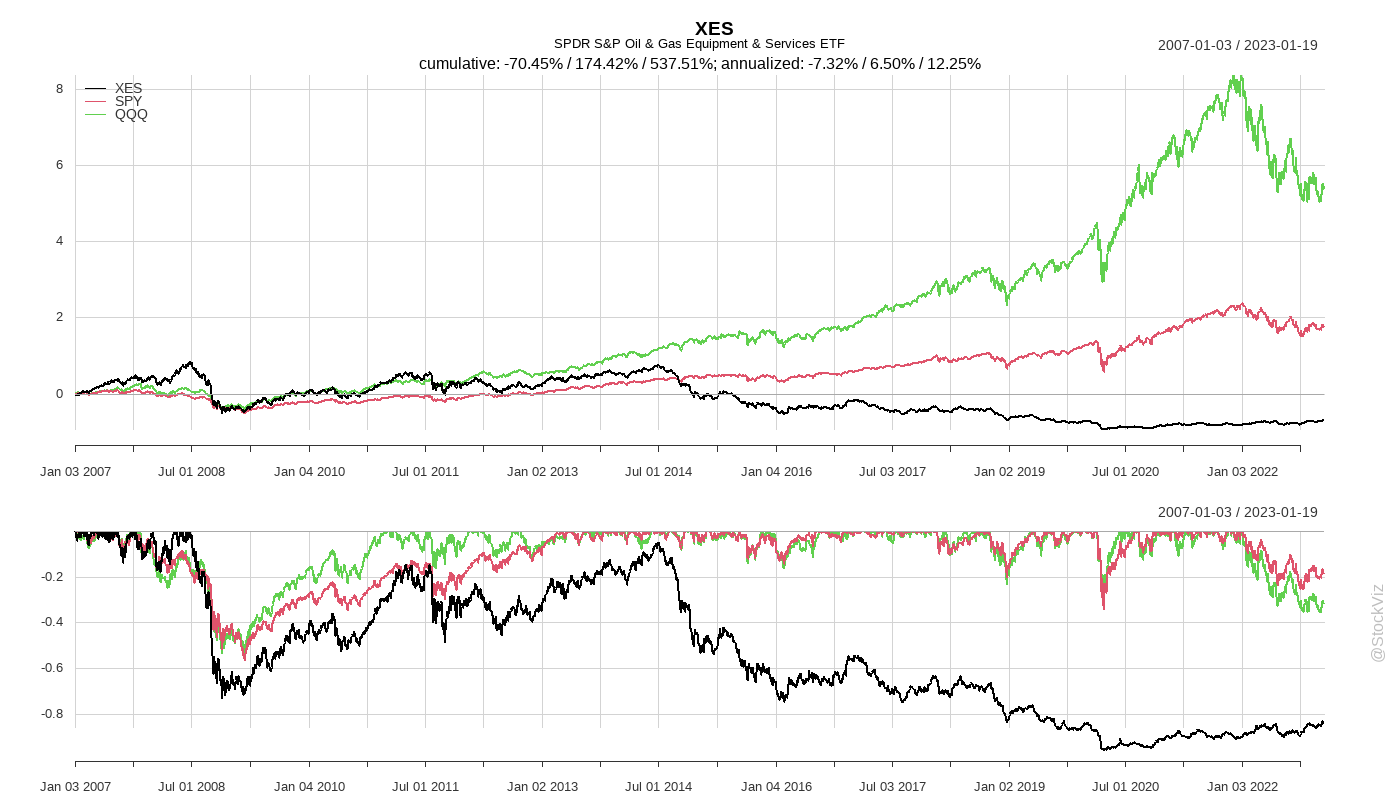 XES
SPDR S&P Oil & Gas Equipment & Services ETF
2007-01-03 / 2023-01-19
cumulative: -70.45% / 174.42% / 537.51%; annualized: -7.32% / 6.50% / 12.25%
XES
SPY
QQQ
8
6
4
2
0
Jan 03 2007 Jul 01 2008 Jan 04 2010 Jul 01 2011 Jan 02 2013 Jul 01 2014 Jan 04 2016 Jul 03 2017 Jan 02 2019 Jul 01 2020 Jan 03 2022
2007-01-03 / 2023-01-19
-0.2
-0.4
-0.6
-0.8
Jan 03 2007 Jul 01 2008 Jan 04 2010 Jul 01 2011 Jan 02 2013 Jul 01 2014 Jan 04 2016 Jul 03 2017 Jan 02 2019 Jul 01 2020 Jan 03 2022
@StockViz